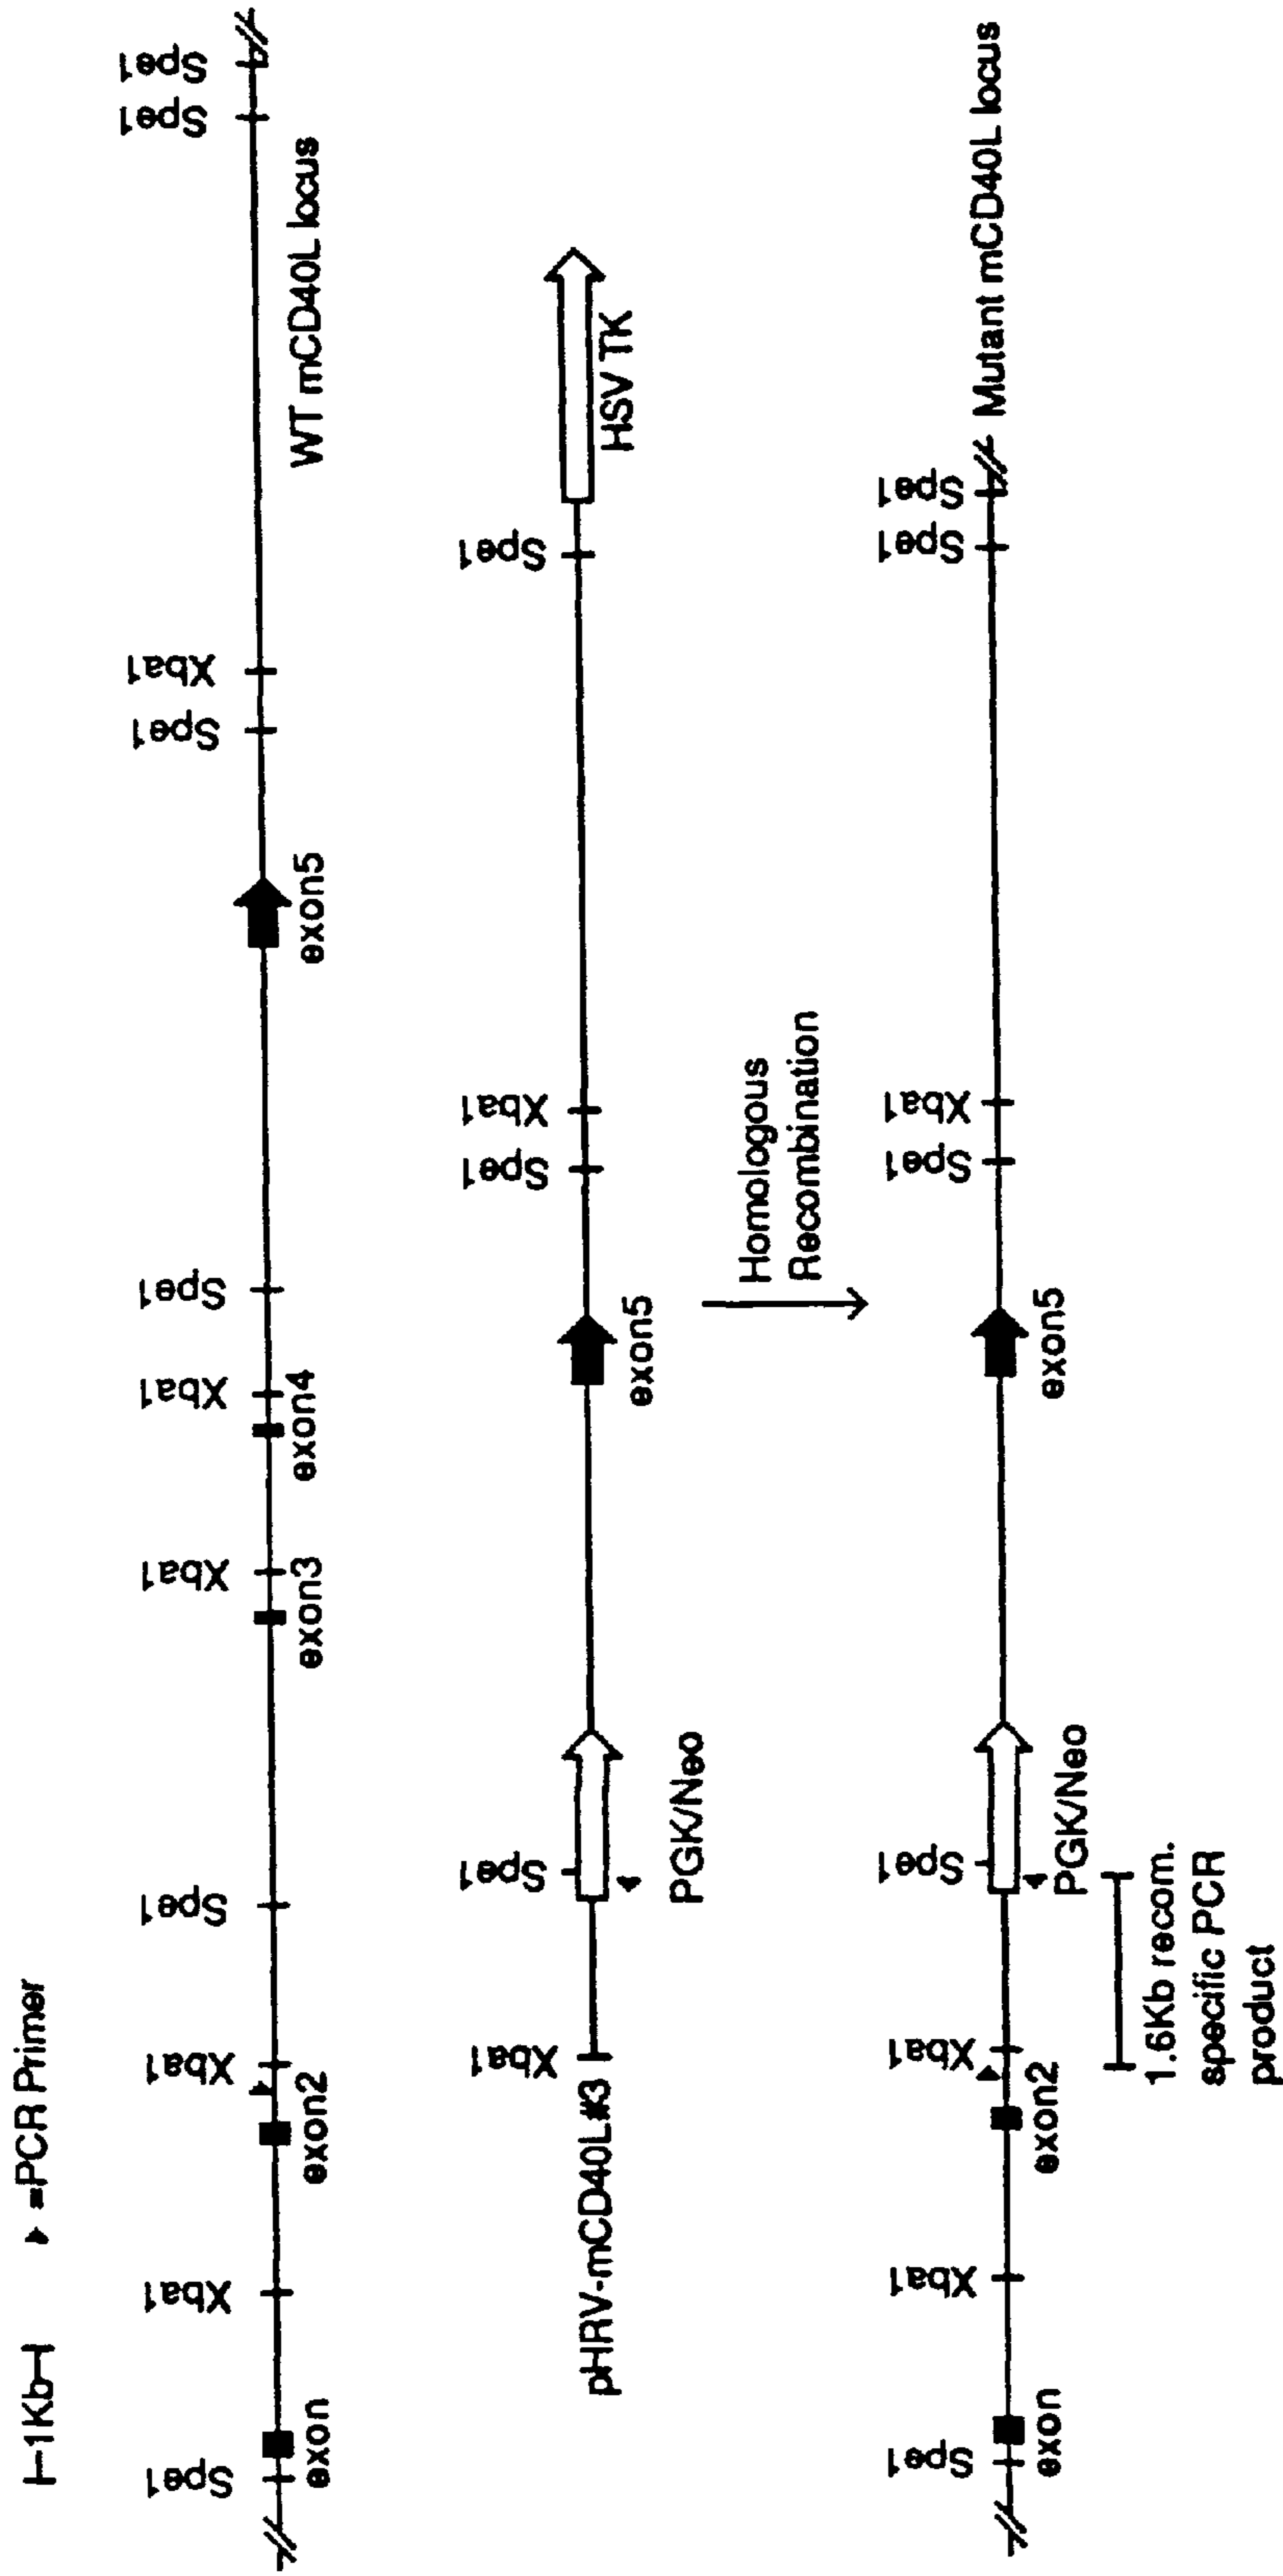 1Kb
=PCR Primer
Spe1
Xba1
Xba1
Spe1
Xba1
Xba1
Spe1
Spe1
Xba1
Spe1
Spe1
exon
exon2
exon3
exon4
exon5
WT mCD40L locus
Xba1
Spe1
Spe1
Xba1
Spe1
pHRV-mCD40L#3
PGK/Neo
exon5
HSV TK
Homologous
Recombination
Spe1
Xba1
Xba1
Spe1
Spe1
Xba1
Spe1
Spe1
Mutant mCD40L locus
exon
exon2
PGK/Neo
exon5
1.6Kb recom.
specific PCR
product